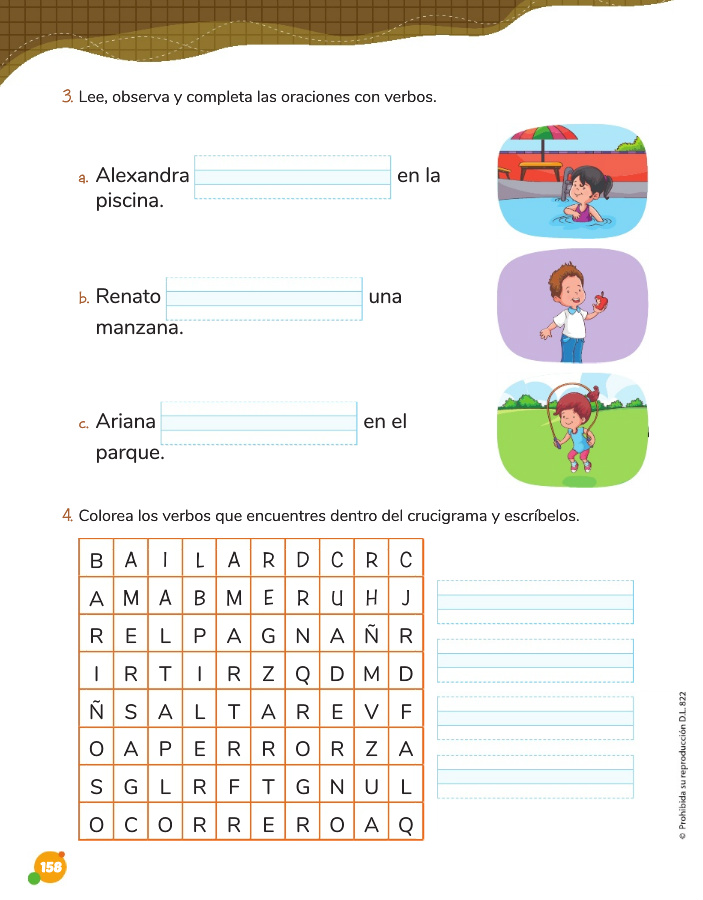 3. Lee, observa y completa las oraciones con verbos.
a. Alexandra en la
piscina.
b. Renato una
manzana.
c. Ariana en el
parque.
4. Colorea los verbos que encuentres dentro del crucigrama y escríbelos.
B A I L A R D C R C
A M A B M E R U H J
R E L P A G N A Ñ R
I R T I R Z Q D M D
Ñ S A L T A R E V F
O A P E R R O R Z A
S G L R F T G N U L
O C O R R E R O A Q
© Prohibida su reproducción D.L. 822
158